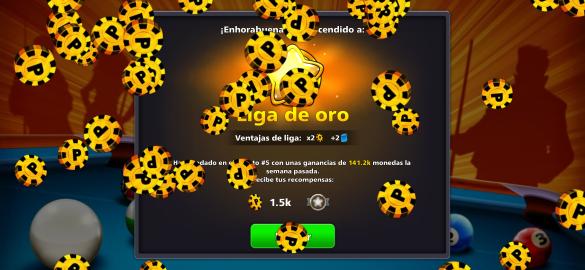 ¡Enhorabuena cendido a:
Liga de oro
Ventajas de liga: x2 +2
dado en el to #5 con unas ganancias de 141.2k monedas la
semana pasada.
ecibe tus recompensas:
1.5k